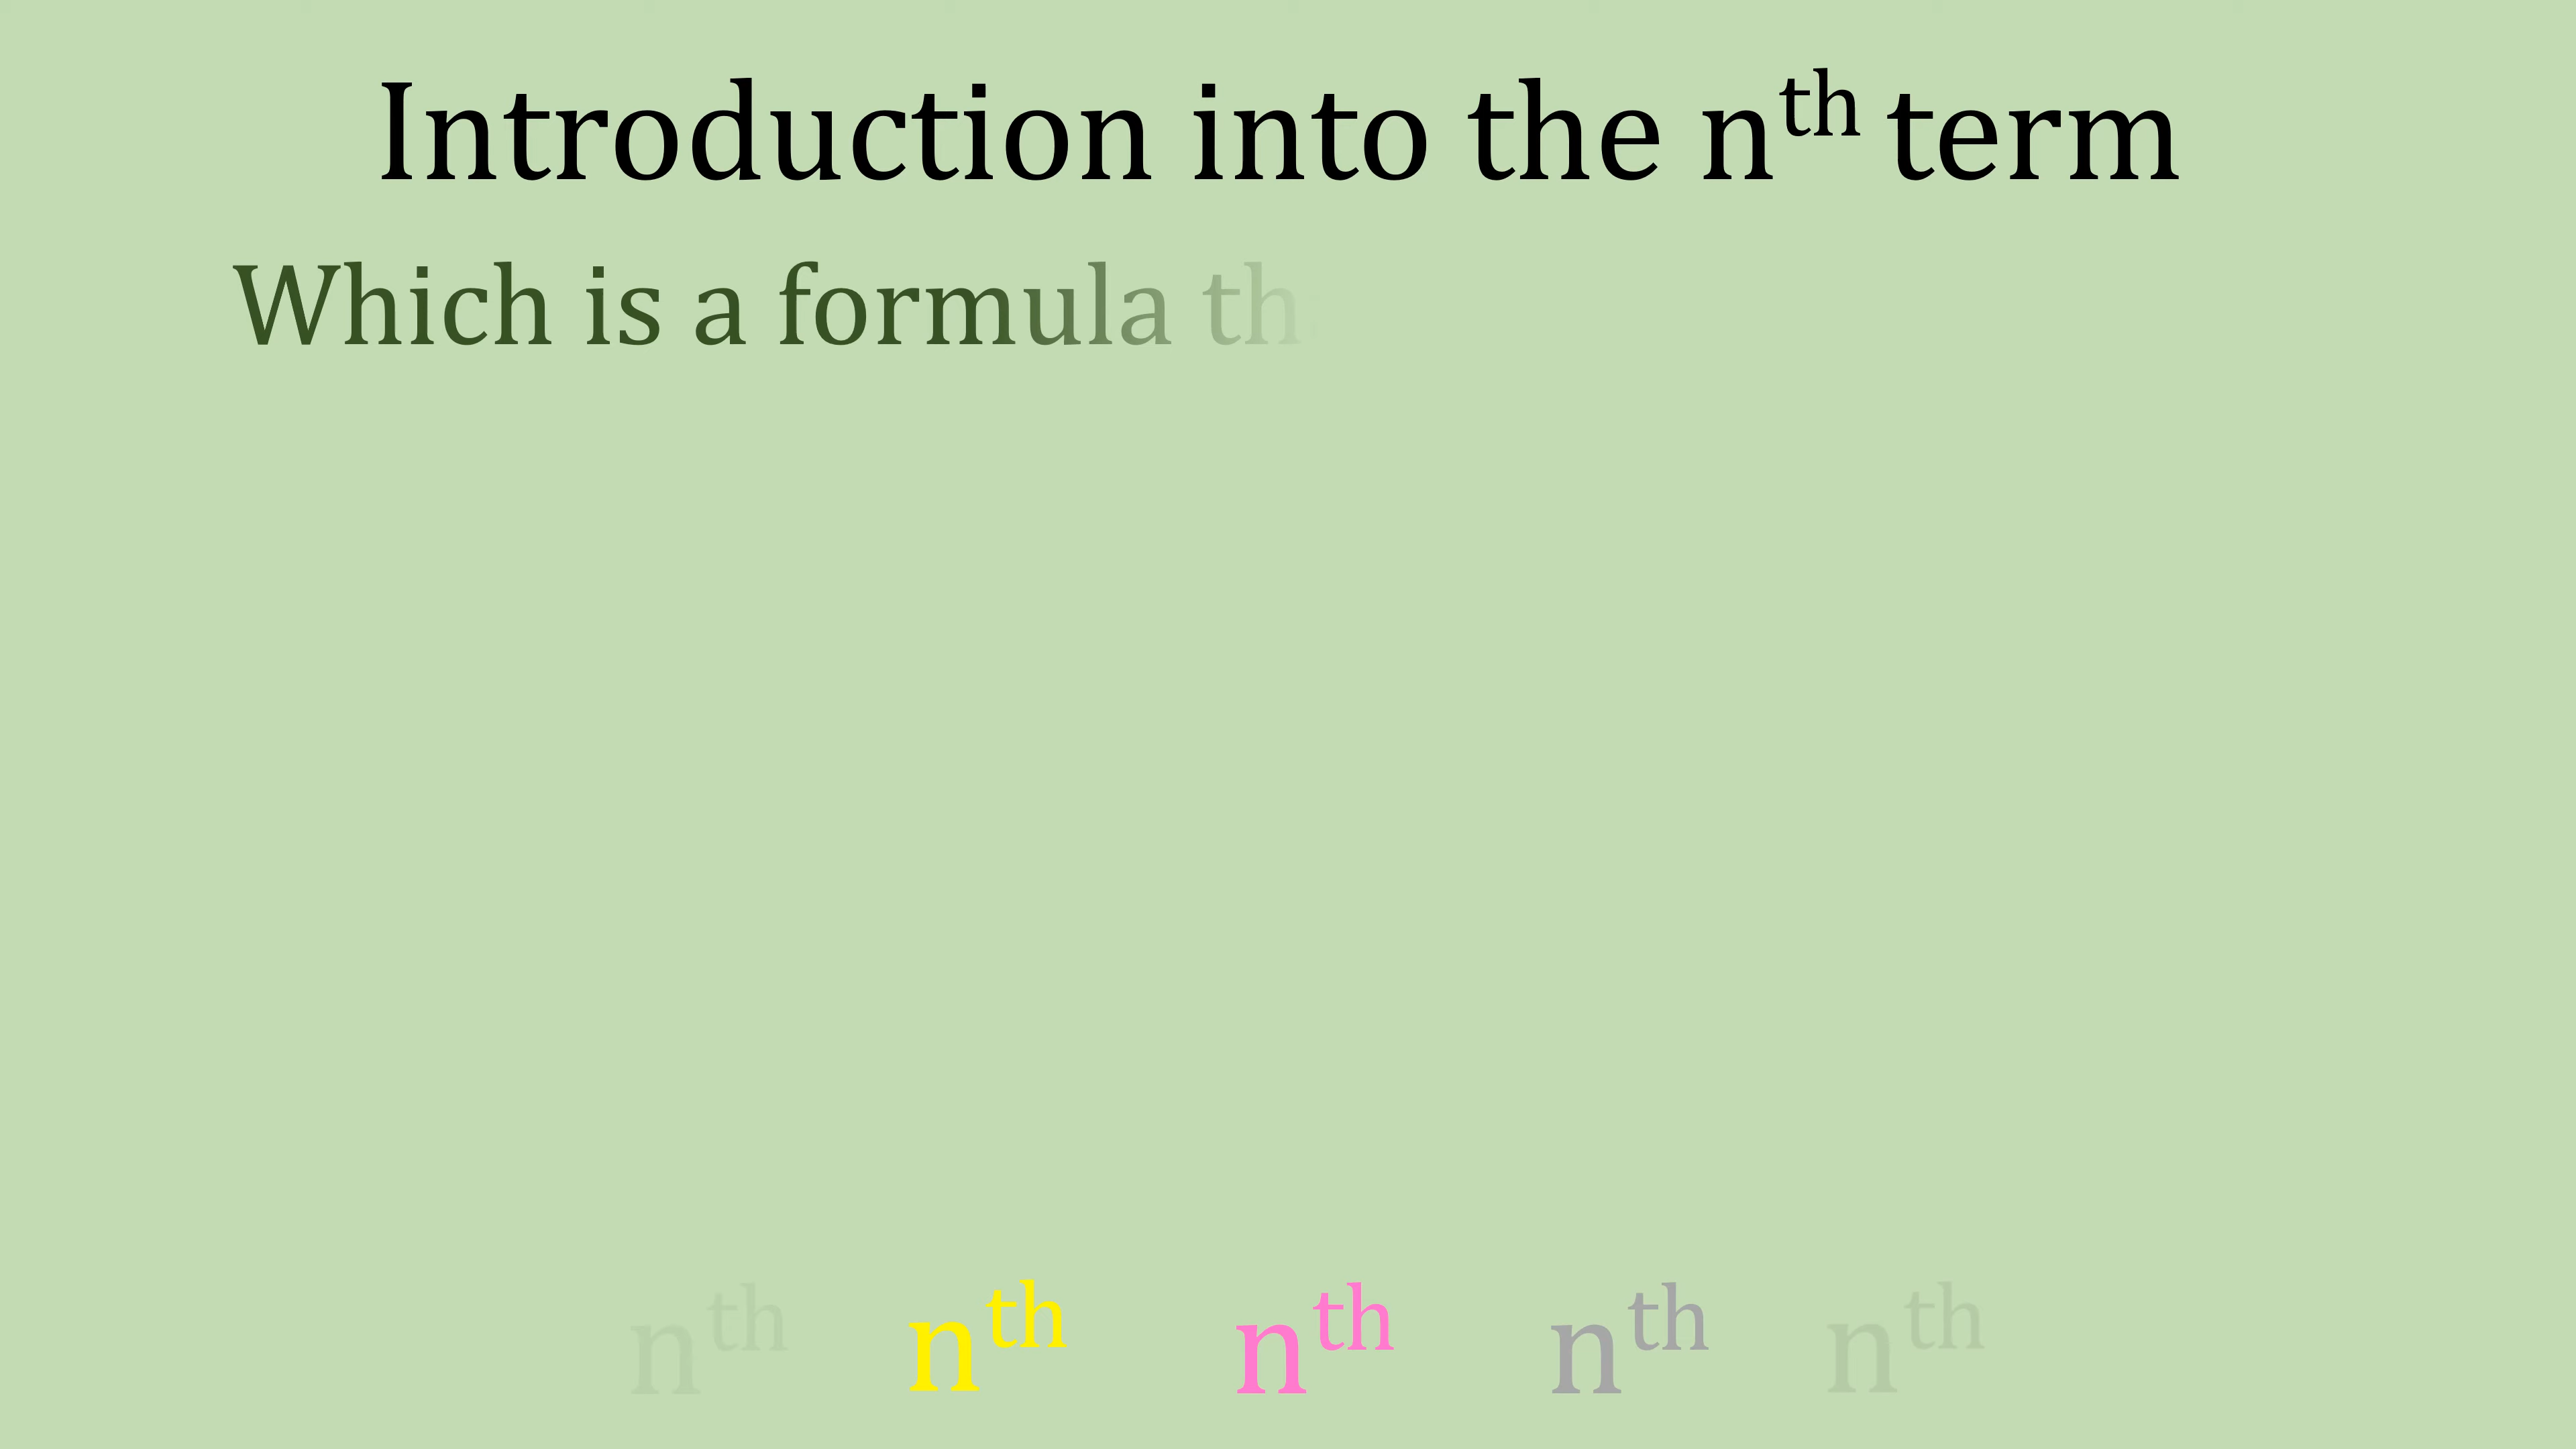 Introduction into the nᵗʰ term
Which is a formula th
nᵗʰ nᵗʰ nᵗʰ nᵗʰ nᵗʰ